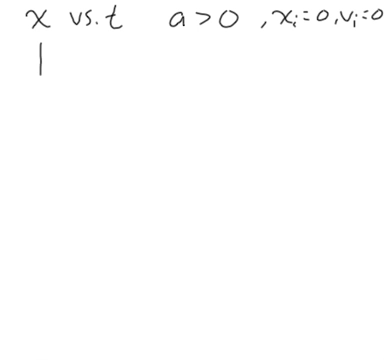 x vs. t a > 0 , xᵢ = 0, vᵢ = 0